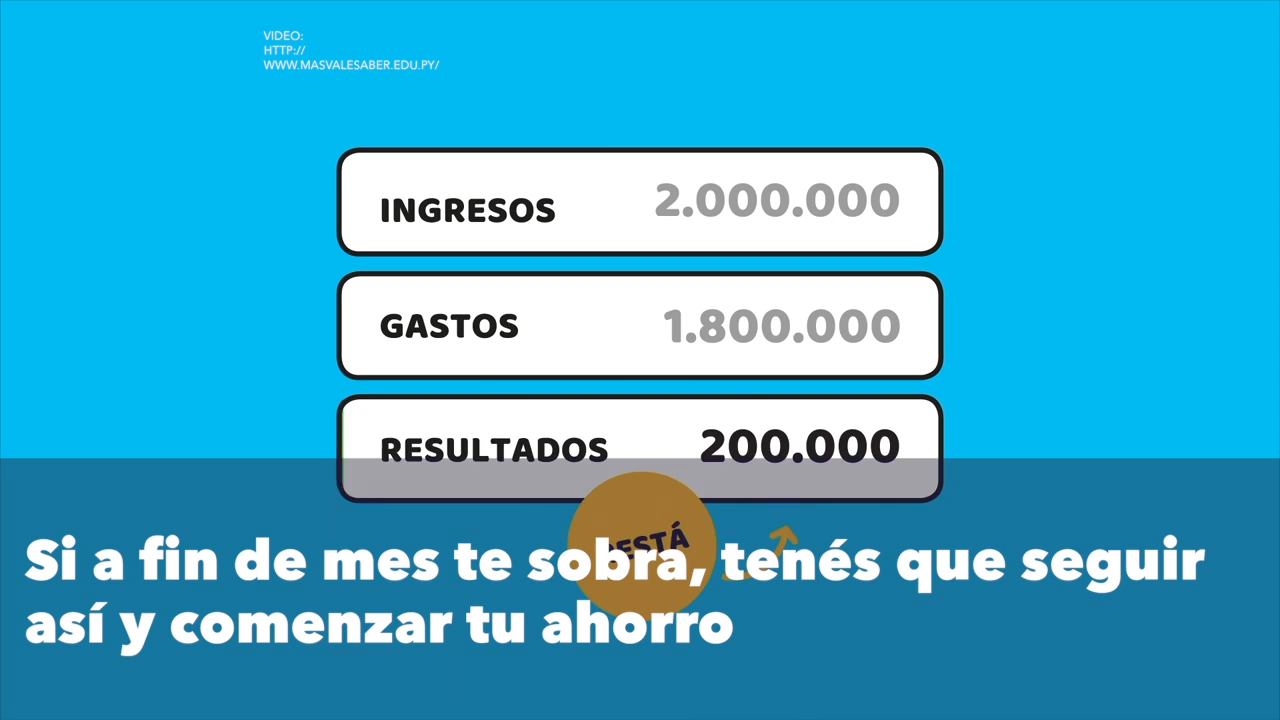 VIDEO:
HTTP://
WWW.MASVALESABER.EDU.PY/
INGRESOS 2.000.000
GASTOS 1.800.000
RESULTADOS 200.000
RESTÁ
Si a fin de mes te sobra, tenés que seguir
así y comenzar tu ahorro